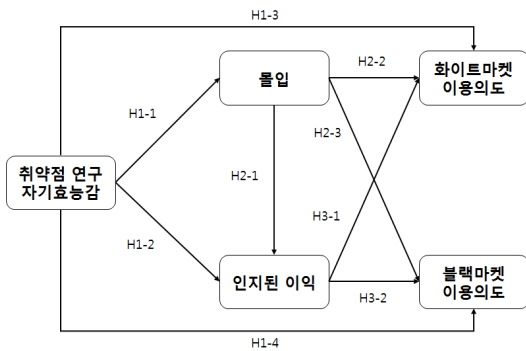 H1-3
몰입
H2-2
화이트마켓
이용의도
H1-1
H2-3
취약점 연구
자기효능감
H2-1
H3-1
H1-2
인지된 이익
블랙마켓
이용의도
H3-2
H1-4